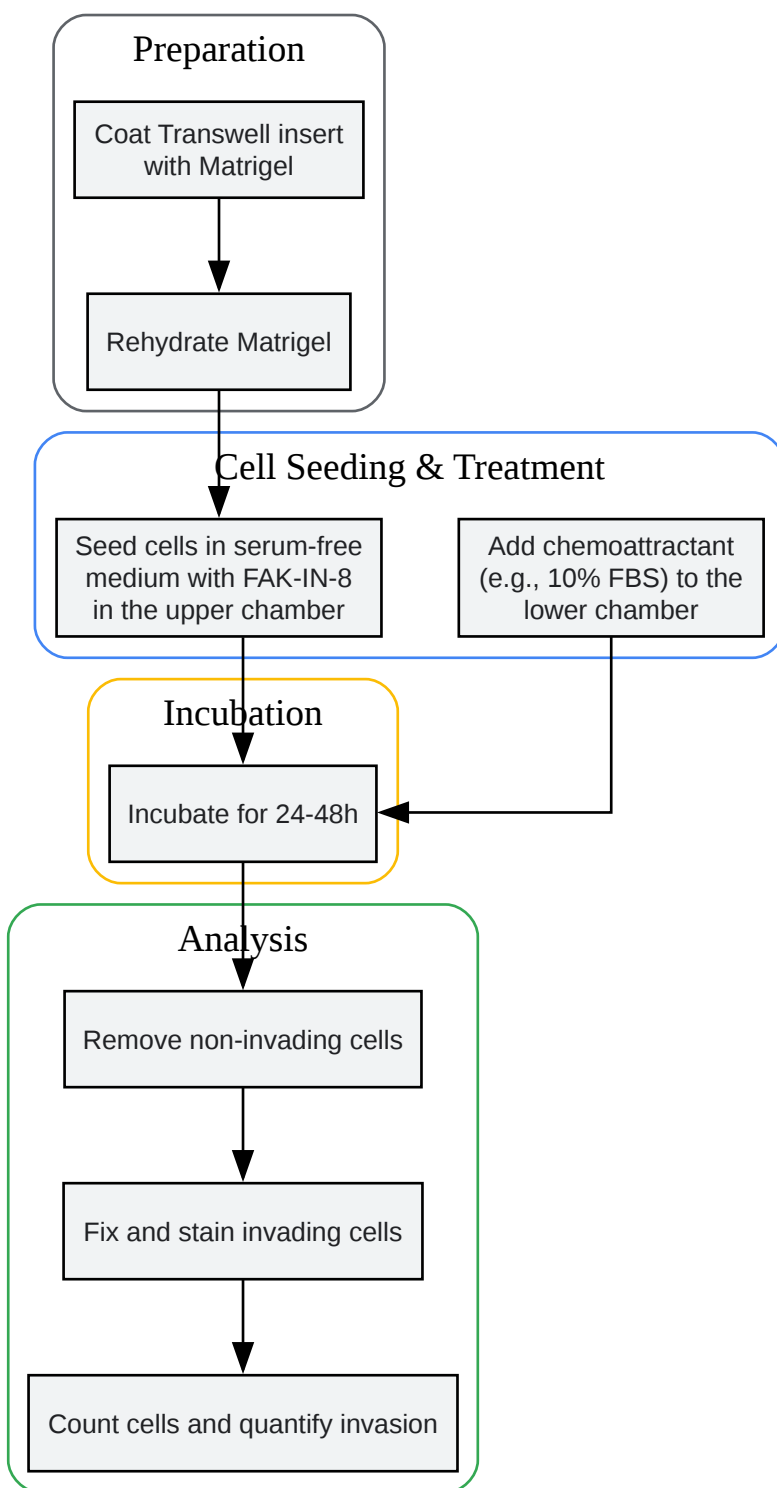 Preparation
Coat Transwell insert
with Matrigel
Rehydrate Matrigel
Cell Seeding & Treatment
Seed cells in serum-free
medium with FAK-IN-8
in the upper chamber
Add chemoattractant
(e.g., 10% FBS) to the
lower chamber
Incubation
Incubate for 24-48h
Analysis
Remove non-invading cells
Fix and stain invading cells
Count cells and quantify invasion